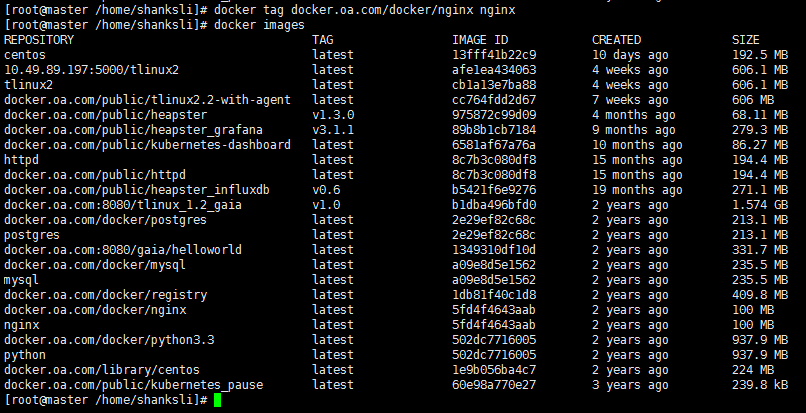 [root@master /home/shanksli]# docker tag docker.oa.com/docker/nginx nginx
[root@master /home/shanksli]# docker images
REPOSITORY TAG IMAGE ID CREATED SIZE
centos latest 13fff41b22c9 10 days ago 192.5 MB
10.49.89.197:5000/tlinux2 latest afe1ea434063 4 weeks ago 606.1 MB
tlinux2 latest cb1a13e7ba88 4 weeks ago 606.1 MB
docker.oa.com/public/tlinux2.2-with-agent latest cc764fdd2d67 7 weeks ago 606 MB
docker.oa.com/public/heapster v1.3.0 975872c99d09 4 months ago 68.11 MB
docker.oa.com/public/heapster_grafana v3.1.1 89b8b1cb7184 9 months ago 279.3 MB
docker.oa.com/public/kubernetes-dashboard latest 6581af67a76a 10 months ago 86.27 MB
httpd latest 8c7b3c080df8 15 months ago 194.4 MB
docker.oa.com/public/httpd latest 8c7b3c080df8 15 months ago 194.4 MB
docker.oa.com/public/heapster_influxdb v0.6 b5421f6e9276 19 months ago 271.1 MB
docker.oa.com:8080/tlinux_1.2_gaia v1.0 b1dba496bfd0 2 years ago 1.574 GB
docker.oa.com/docker/postgres latest 2e29ef82c68c 2 years ago 213.1 MB
postgres latest 2e29ef82c68c 2 years ago 213.1 MB
docker.oa.com:8080/gaia/helloworld latest 1349310df10d 2 years ago 331.7 MB
docker.oa.com/docker/mysql latest a09e8d5e1562 2 years ago 235.5 MB
mysql latest a09e8d5e1562 2 years ago 235.5 MB
docker.oa.com/docker/registry latest 1db81f40c1d8 2 years ago 409.8 MB
docker.oa.com/docker/nginx latest 5fd4f4643aab 2 years ago 100 MB
nginx latest 5fd4f4643aab 2 years ago 100 MB
docker.oa.com/docker/python3.3 latest 502dc7716005 2 years ago 937.9 MB
python latest 502dc7716005 2 years ago 937.9 MB
docker.oa.com/library/centos latest 1e9b056ba4c7 2 years ago 224 MB
docker.oa.com/public/kubernetes_pause latest 60e98a770e27 3 years ago 239.8 kB
[root@master /home/shanksli]#